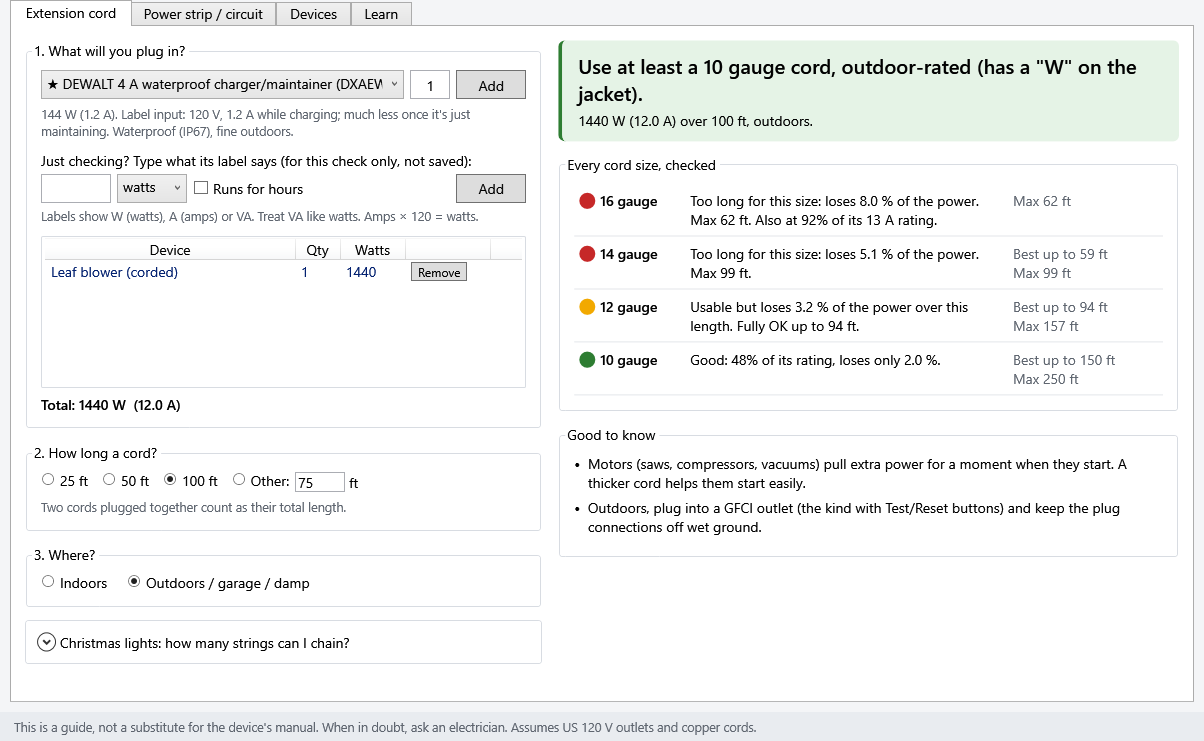 Extension cord
Power strip / circuit
Devices
Learn
1. What will you plug in?
★ DEWALT 4 A waterproof charger/maintainer (DXAEW
1
Add
144 W (1.2 A). Label input: 120 V, 1.2 A while charging; much less once it's just
maintaining. Waterproof (IP67), fine outdoors.
Just checking? Type what its label says (for this check only, not saved):
watts
Runs for hours
Add
Labels show W (watts), A (amps) or VA. Treat VA like watts. Amps × 120 = watts.
Device Qty Watts
Leaf blower (corded) 1 1440 Remove
Total: 1440 W (12.0 A)
2. How long a cord?
25 ft 50 ft 100 ft Other: 75 ft
Two cords plugged together count as their total length.
3. Where?
Indoors Outdoors / garage / damp
Christmas lights: how many strings can I chain?
Use at least a 10 gauge cord, outdoor-rated (has a "W" on the
jacket).
1440 W (12.0 A) over 100 ft, outdoors.
Every cord size, checked
16 gauge Too long for this size: loses 8.0 % of the power. Max 62 ft
Max 62 ft. Also at 92% of its 13 A rating.
14 gauge Too long for this size: loses 5.1 % of the power. Best up to 59 ft
Max 99 ft. Max 99 ft
12 gauge Usable but loses 3.2 % of the power over this Best up to 94 ft
length. Fully OK up to 94 ft. Max 157 ft
10 gauge Good: 48% of its rating, loses only 2.0 %. Best up to 150 ft
Max 250 ft
Good to know
• Motors (saws, compressors, vacuums) pull extra power for a moment when they start. A
thicker cord helps them start easily.
• Outdoors, plug into a GFCI outlet (the kind with Test/Reset buttons) and keep the plug
connections off wet ground.
This is a guide, not a substitute for the device's manual. When in doubt, ask an electrician. Assumes US 120 V outlets and copper cords.